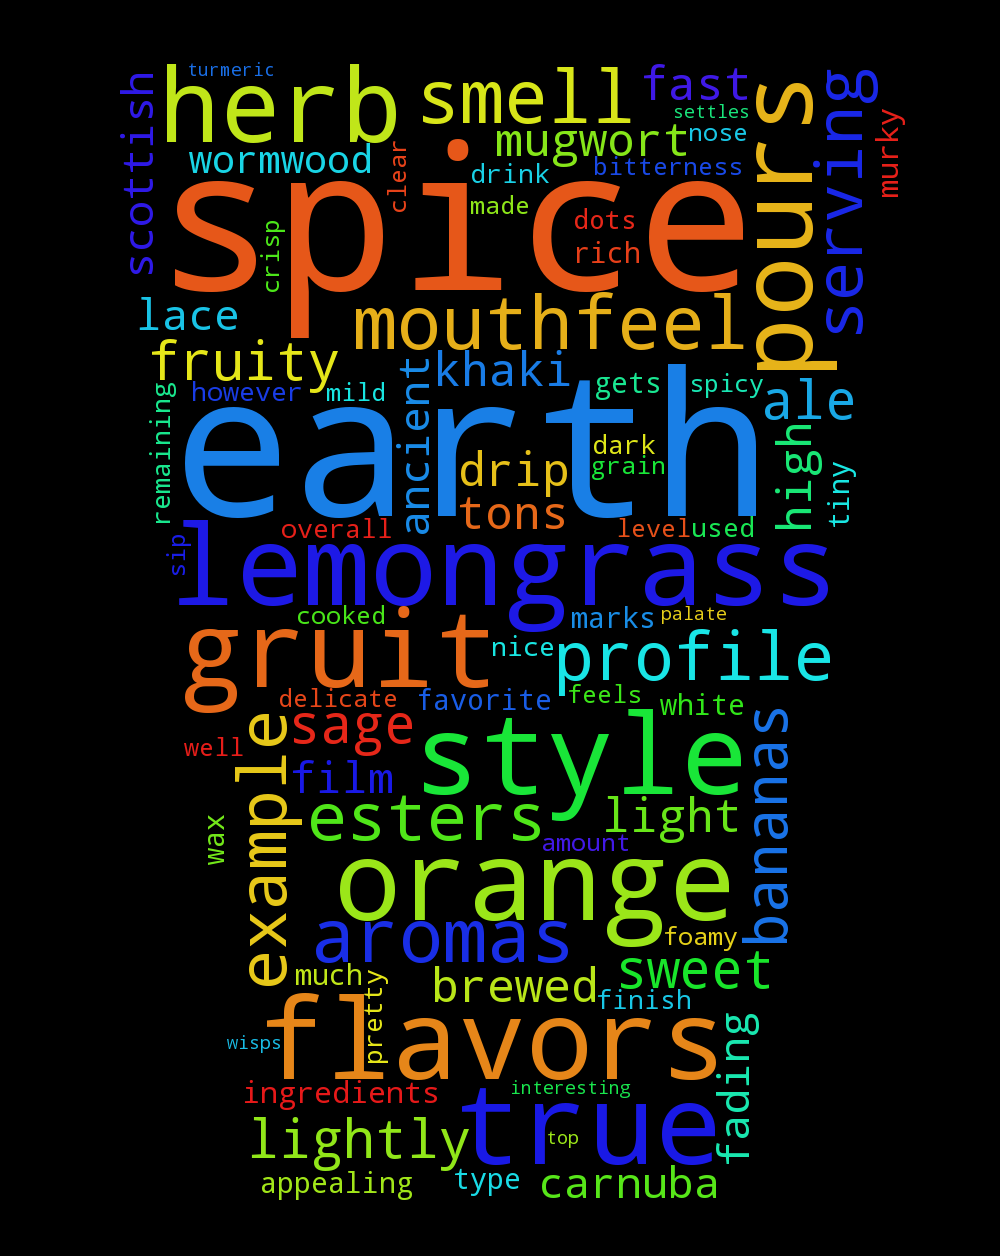 turmeric
herb
smell
fast
pours
serving
scottish
settles
mugwort
nose
murky
wormwood
clear
drink
bitterness
spice
made
dots
crisp
rich
lace
mouthfeel
fruity
khaki
ancient
gets
spicy
ale
remaining
however
mild
earth
high
dark
drip
grain
tiny
tons
overall
level
used
sip
lemongrass
cooked
marks
palate
gruit
nice
profile
delicate
favorite
feels
white
example
sage
style
bananas
well
film
esters
light
wax
amount
orange
aromas
foamy
sweet
much
pretty
brewed
finish
flavors
fading
wisps
ingredients
interesting
true
lightly
top
appealing
type
carnuba